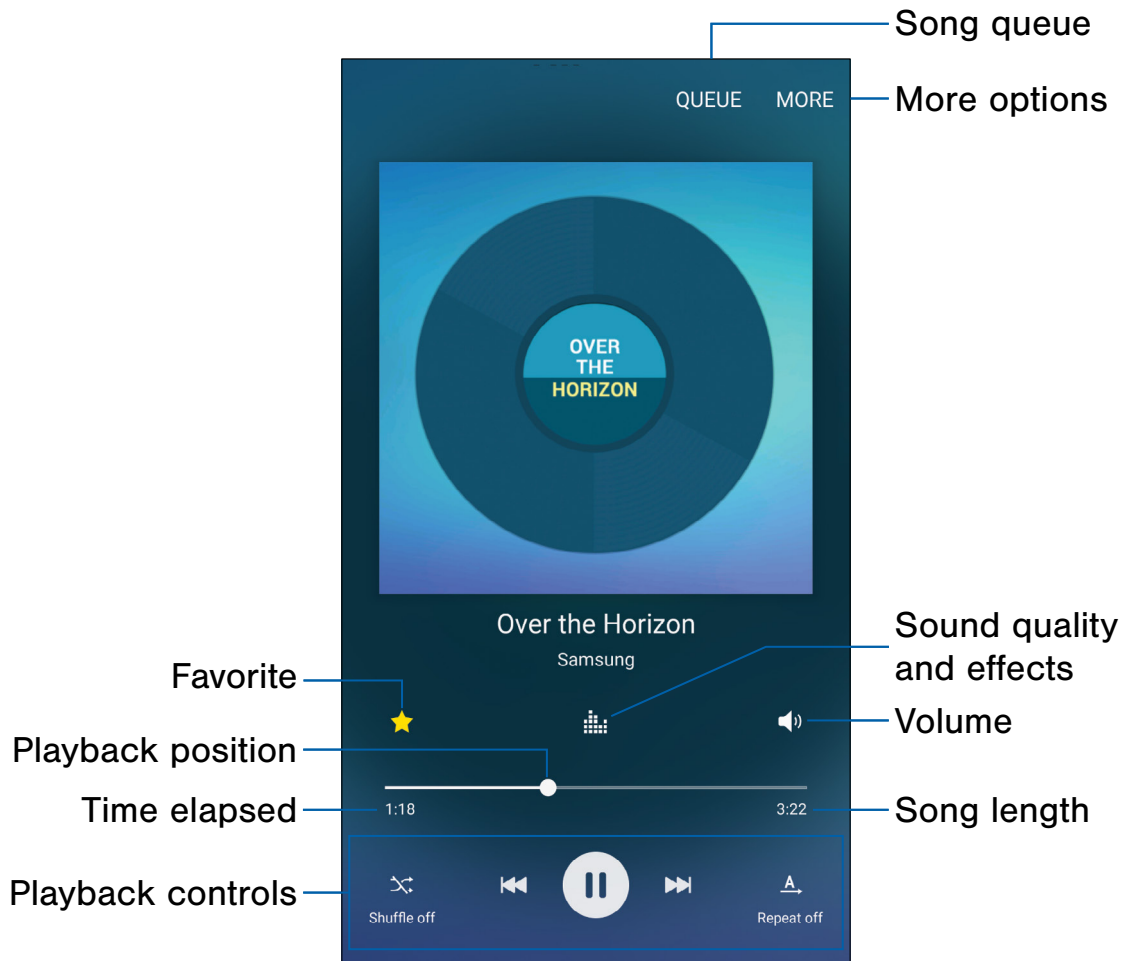 Song queue
QUEUE MORE
More options
OVER
THE
HORIZON
Over the Horizon
Samsung
Sound quality
and effects
Favorite
Volume
Playback position
Time elapsed
1:18
3:22
Song length
Playback controls
Shuffle off
A
Repeat off